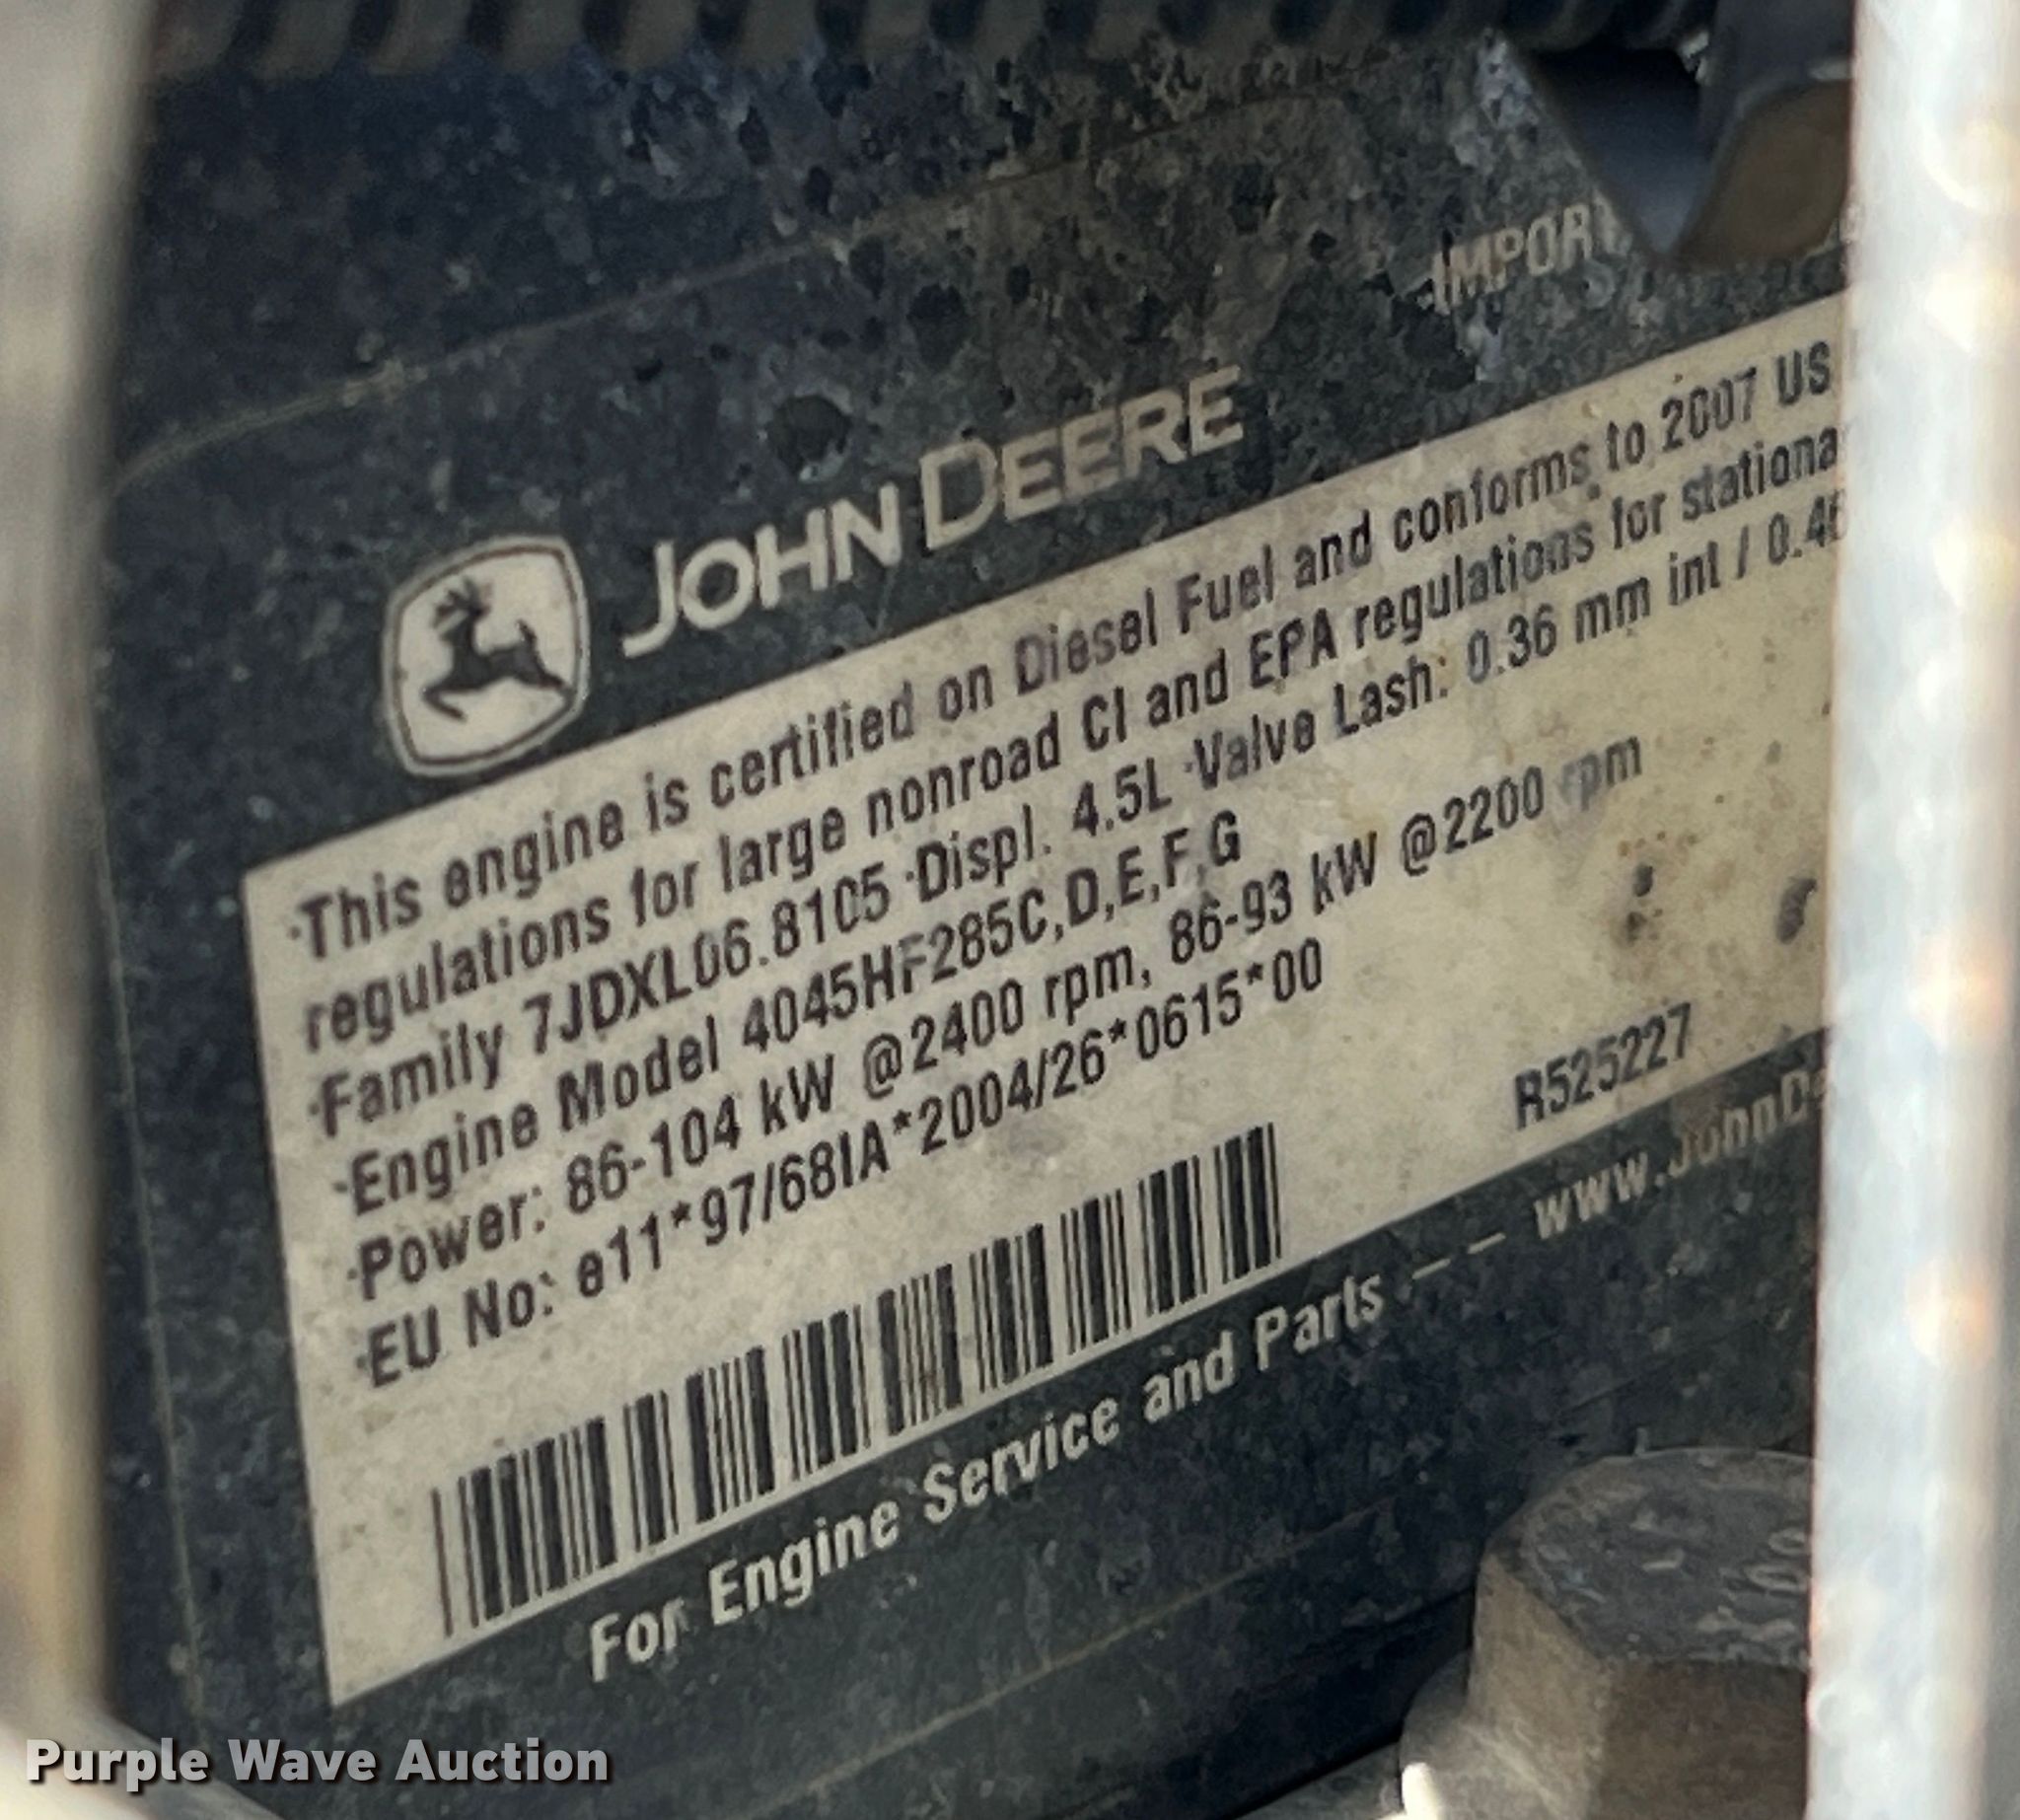 JOHN DEERE
·This engine is certified on Diesel Fuel and conforms to 2007 US
regulations for large nonroad CI and EPA regulations for stationa
·Family 7JDXL06.8105 ·Displ. 4.5L ·Valve Lash: 0.36 mm int / 0.4
·Engine Model 4045HF285C,D,E,F,G
·Power: 86-104 kW @2400 rpm, 86-93 kW @2200 rpm
·EU No: e11*97/68IA*2004/26*0615*00
R525227
For Engine Service and Parts – – www.JohnDe
Purple Wave Auction